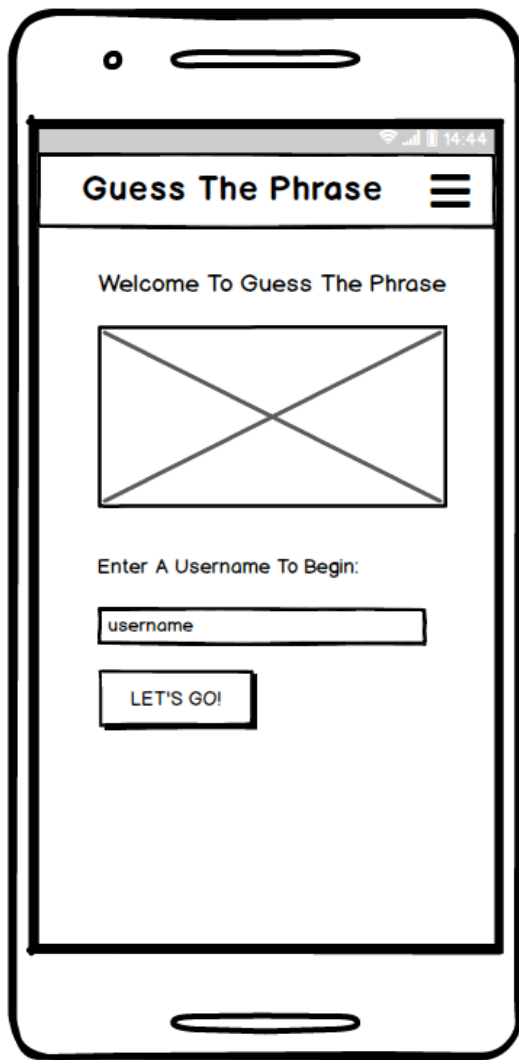 14:44
Guess The Phrase
Welcome To Guess The Phrase
Enter A Username To Begin:
username
LET'S GO!